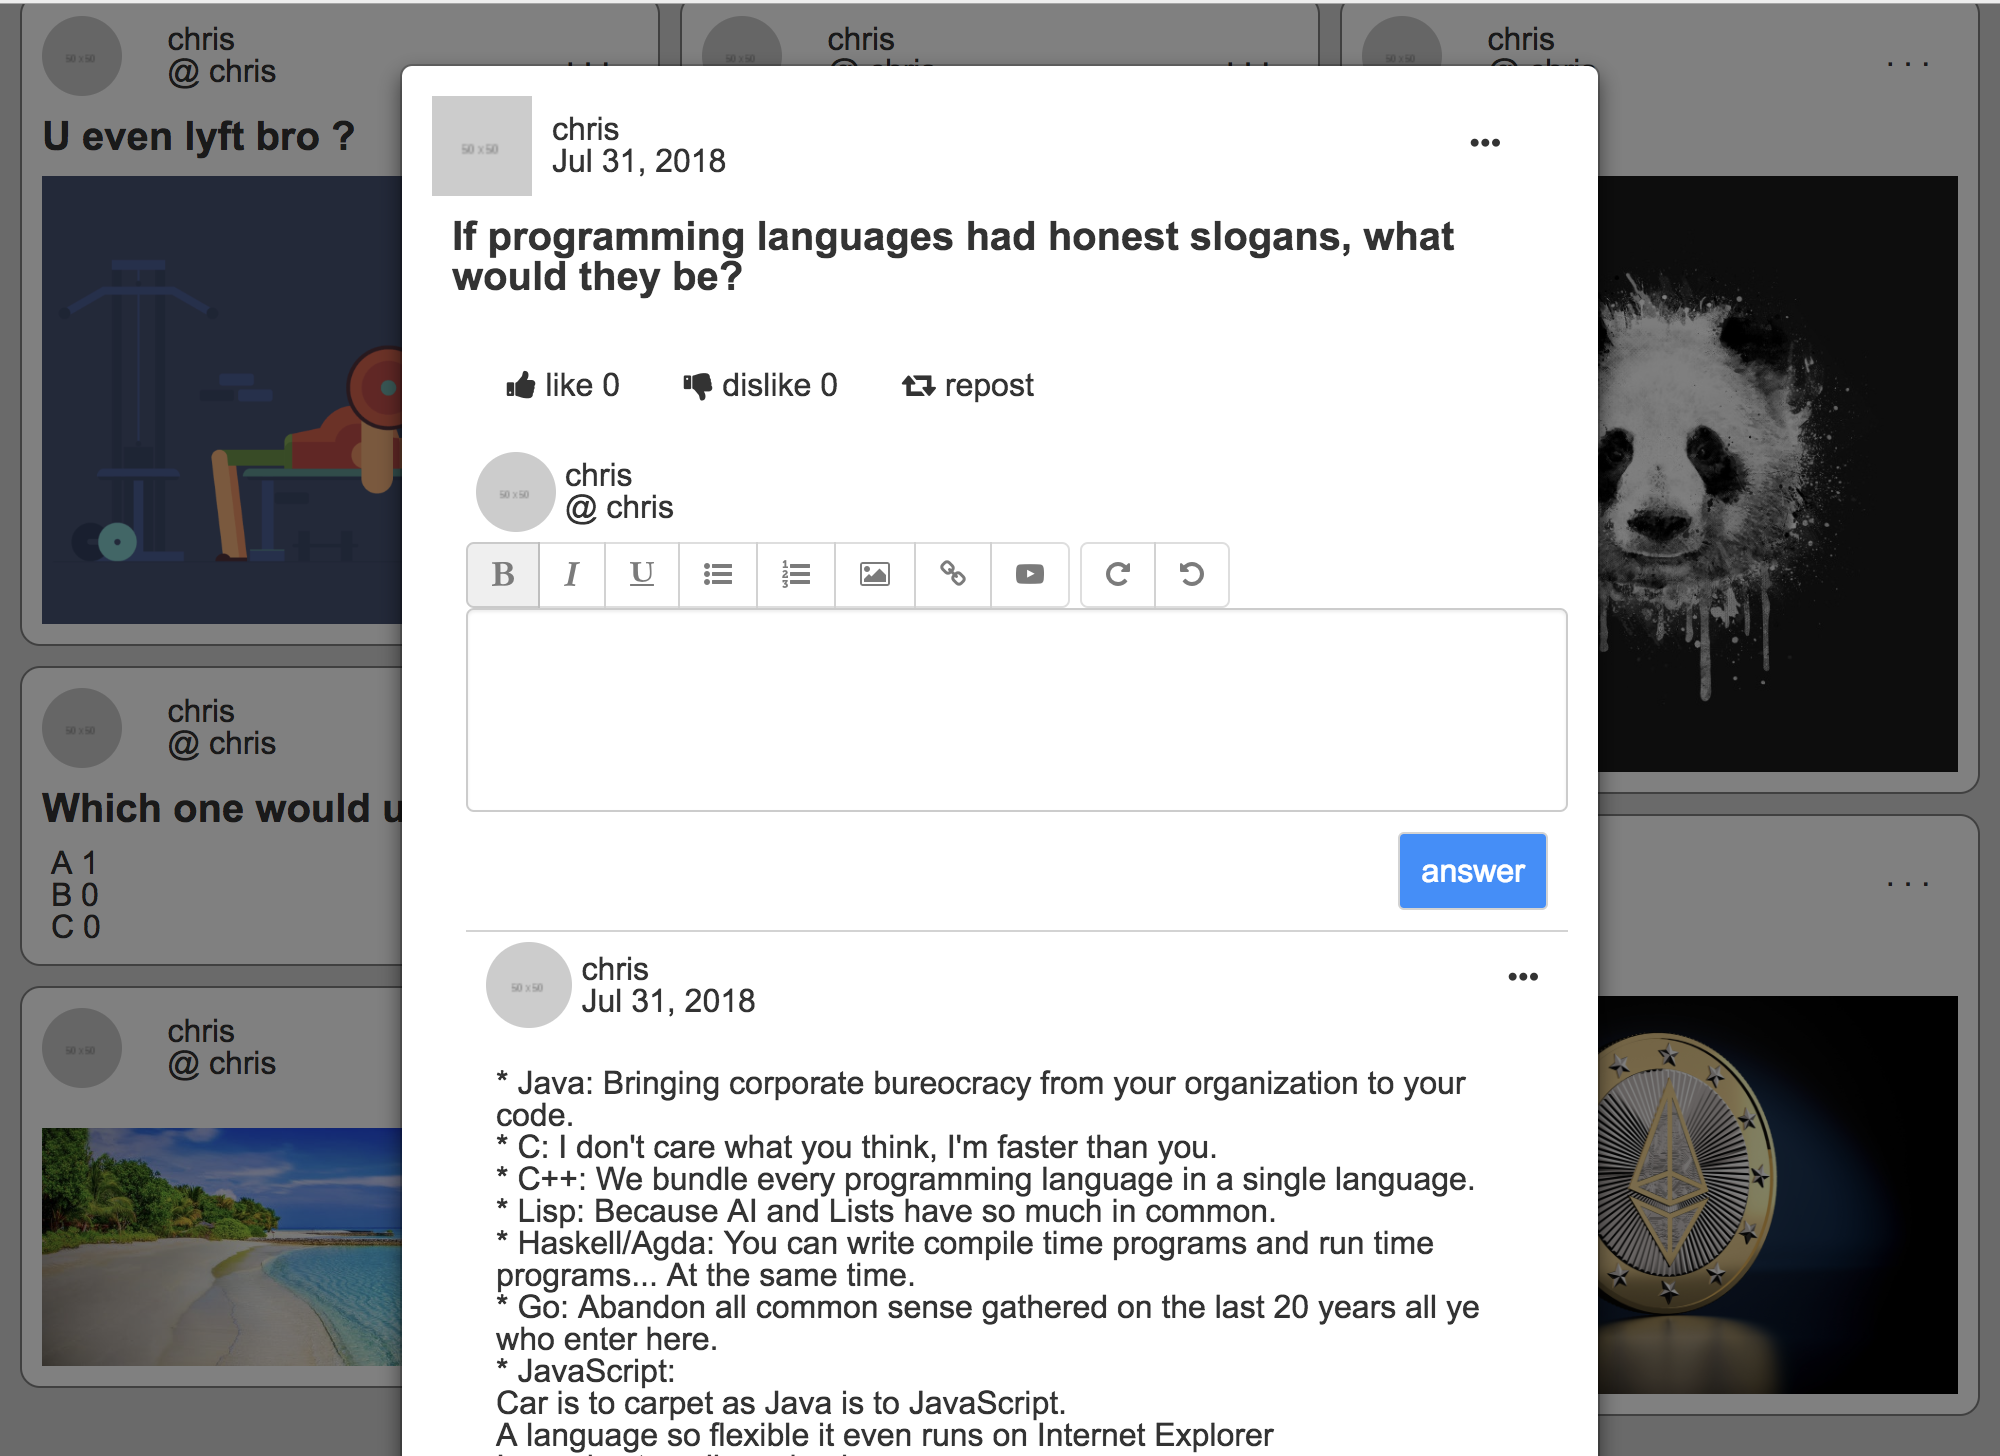 chris
@ chris
...
U even lyft bro ?
chris
@ chris
...
chris
@ chris
...
50 x 50
chris
Jul 31, 2018
If programming languages had honest slogans, what
would they be?
like 0
dislike 0
repost
50 x 50
chris
@ chris
B I U
answer
50 x 50
chris
Jul 31, 2018
* Java: Bringing corporate bureocracy from your organization to your
code.
* C: I don't care what you think, I'm faster than you.
* C++: We bundle every programming language in a single language.
* Lisp: Because AI and Lists have so much in common.
* Haskell/Agda: You can write compile time programs and run time
programs... At the same time.
* Go: Abandon all common sense gathered on the last 20 years all ye
who enter here.
* JavaScript:
Car is to carpet as Java is to JavaScript.
A language so flexible it even runs on Internet Explorer
50 x 50
chris
@ chris
Which one would u
A 1
B 0
C 0
...
50 x 50
chris
@ chris